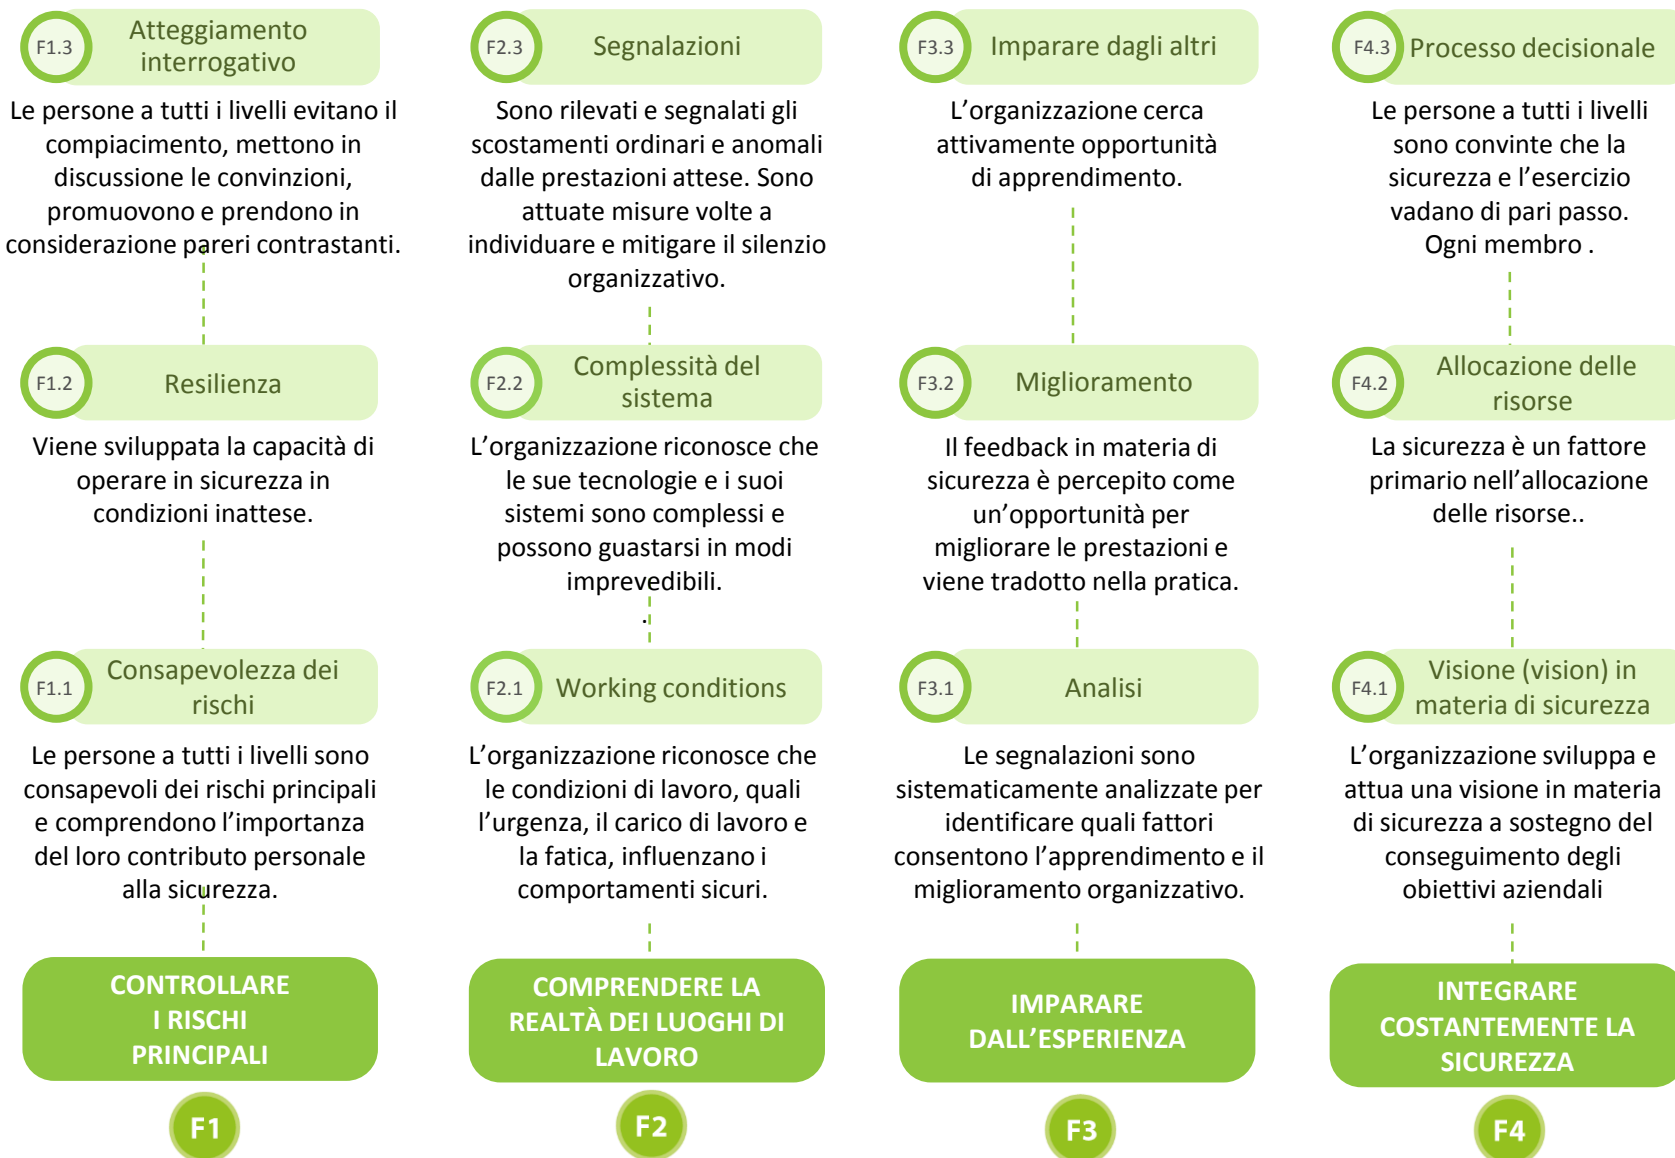 F1.3
Atteggiamento
interrogativo
Le persone a tutti i livelli evitano il
compiacimento, mettono in
discussione le convinzioni,
promuovono e prendono in
considerazione pareri contrastanti.
F1.2
Resilienza
Viene sviluppata la capacità di
operare in sicurezza in
condizioni inattese.
F1.1
Consapevolezza dei
rischi
Le persone a tutti i livelli sono
consapevoli dei rischi principali
e comprendono l’importanza
del loro contributo personale
alla sicurezza.
CONTROLLARE
I RISCHI
PRINCIPALI
F1
F2.3
Segnalazioni
Sono rilevati e segnalati gli
scostamenti ordinari e anomali
dalle prestazioni attese. Sono
attuate misure volte a
individuare e mitigare il silenzio
organizzativo.
F2.2
Complessità del
sistema
L’organizzazione riconosce che
le sue tecnologie e i suoi
sistemi sono complessi e
possono guastarsi in modi
imprevedibili.
.
F2.1
Working conditions
L’organizzazione riconosce che
le condizioni di lavoro, quali
l’urgenza, il carico di lavoro e
la fatica, influenzano i
comportamenti sicuri.
COMPRENDERE LA
REALTÀ DEI LUOGHI DI
LAVORO
F2
F3.3
Imparare dagli altri
L’organizzazione cerca
attivamente opportunità
di apprendimento.
F3.2
Miglioramento
Il feedback in materia di
sicurezza è percepito come
un’opportunità per
migliorare le prestazioni e
viene tradotto nella pratica.
F3.1
Analisi
Le segnalazioni sono
sistematicamente analizzate per
identificare quali fattori
consentono l’apprendimento e il
miglioramento organizzativo.
IMPARARE
DALL’ESPERIENZA
F3
F4.3
Processo decisionale
Le persone a tutti i livelli
sono convinte che la
sicurezza e l’esercizio
vadano di pari passo.
Ogni membro .
F4.2
Allocazione delle
risorse
La sicurezza è un fattore
primario nell’allocazione
delle risorse..
F4.1
Visione (vision) in
materia di sicurezza
L’organizzazione sviluppa e
attua una visione in materia
di sicurezza a sostegno del
conseguimento degli
obiettivi aziendali
INTEGRARE
COSTANTEMENTE LA
SICUREZZA
F4